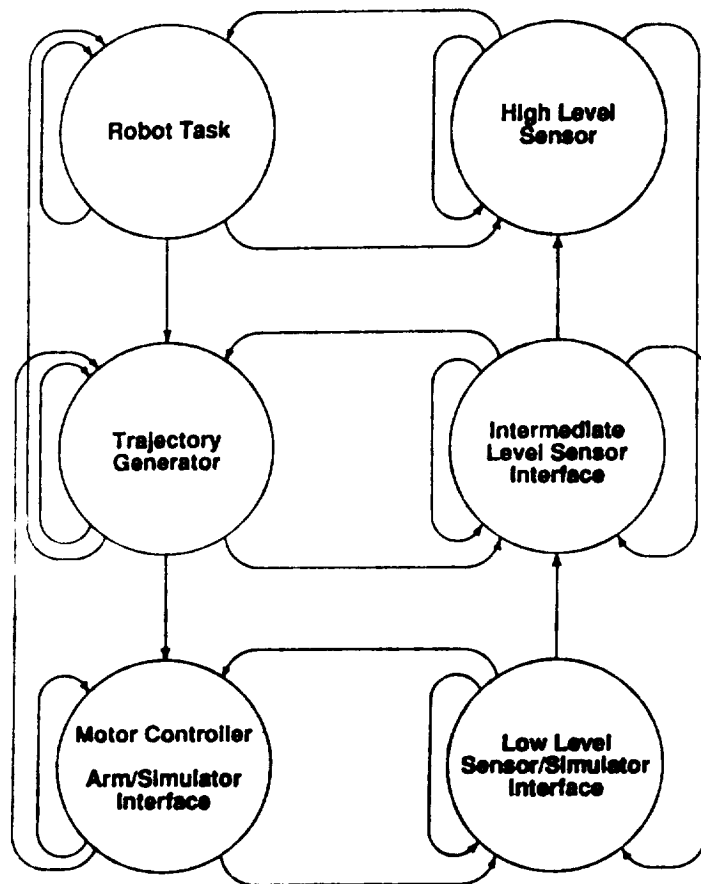 Robot Task
High Level
Sensor
Trajectory
Generator
Intermediate
Level Sensor
Interface
Motor Controller
Arm/Simulator
Interface
Low Level
Sensor/Simulator
Interface